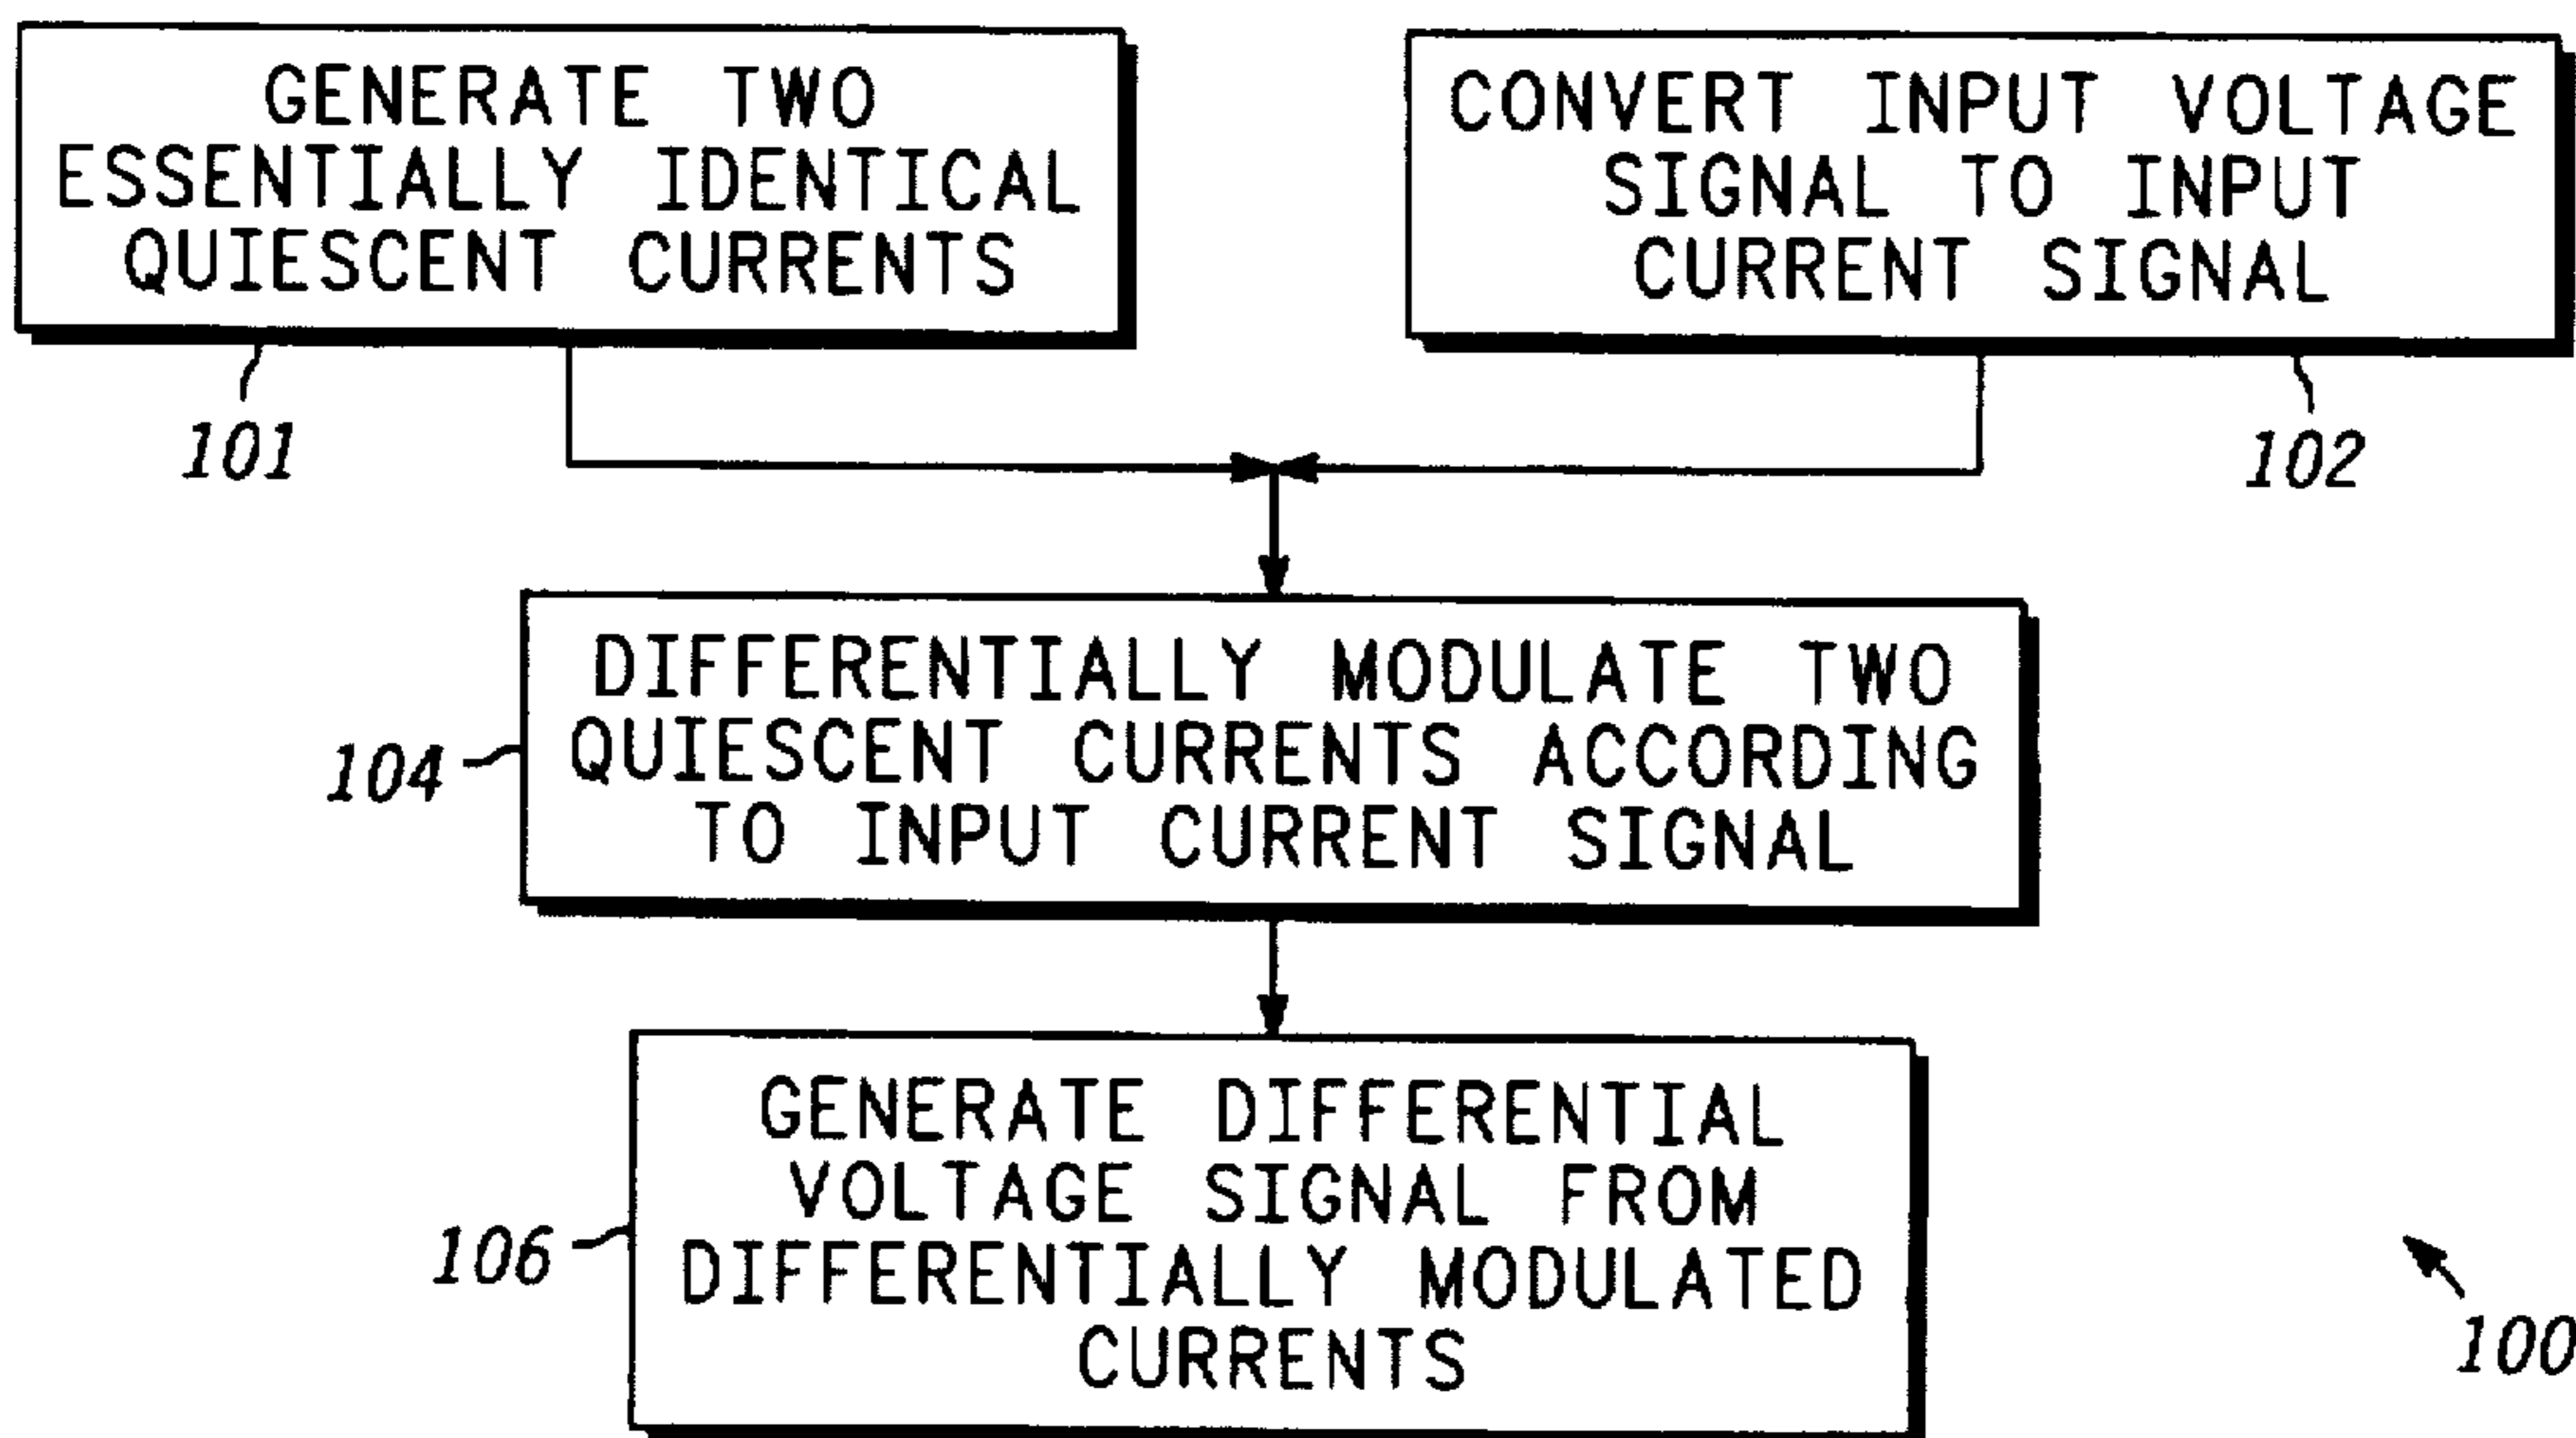 GENERATE TWO
ESSENTIALLY IDENTICAL
QUIESCENT CURRENTS
101
CONVERT INPUT VOLTAGE
SIGNAL TO INPUT
CURRENT SIGNAL
102
DIFFERENTIALLY MODULATE TWO
QUIESCENT CURRENTS ACCORDING
TO INPUT CURRENT SIGNAL
104
GENERATE DIFFERENTIAL
VOLTAGE SIGNAL FROM
DIFFERENTIALLY MODULATED
CURRENTS
106
100